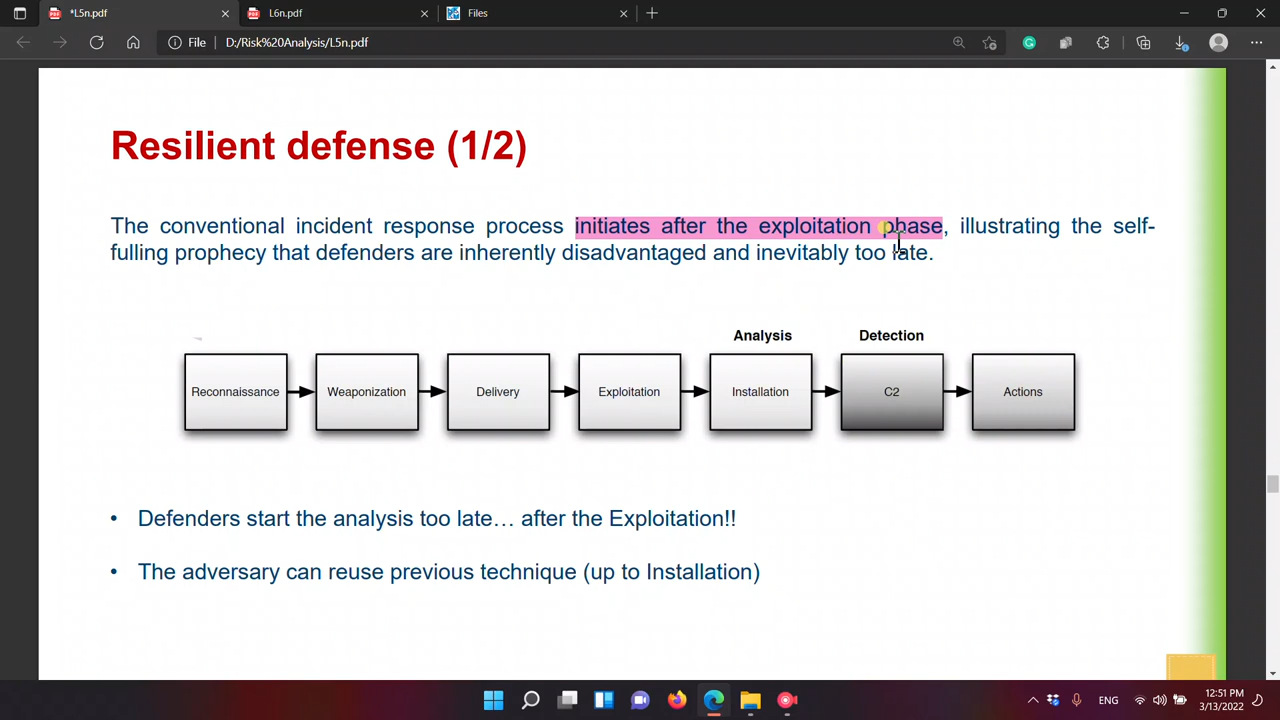 *L5n.pdf
L6n.pdf
Files
File
D:/Risk%20Analysis/L5n.pdf
Resilient defense (1/2)
The conventional incident response process initiates after the exploitation phase, illustrating the self-
fulling prophecy that defenders are inherently disadvantaged and inevitably too late.
Analysis Detection
Reconnaissance Weaponization Delivery Exploitation Installation C2 Actions
• Defenders start the analysis too late… after the Exploitation!!
• The adversary can reuse previous technique (up to Installation)
ENG
12:51 PM
3/13/2022